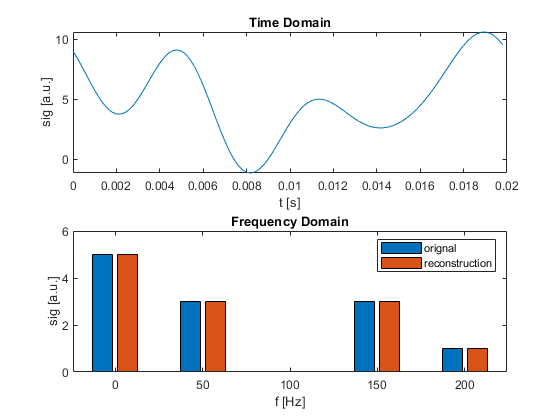 Time Domain
10
5
0
sig [a.u.]
0
0.002
0.004
0.006
0.008
0.01
0.012
0.014
0.016
0.018
0.02
t [s]
Frequency Domain
6
4
2
0
sig [a.u.]
orignal
reconstruction
0
50
100
150
200
f [Hz]